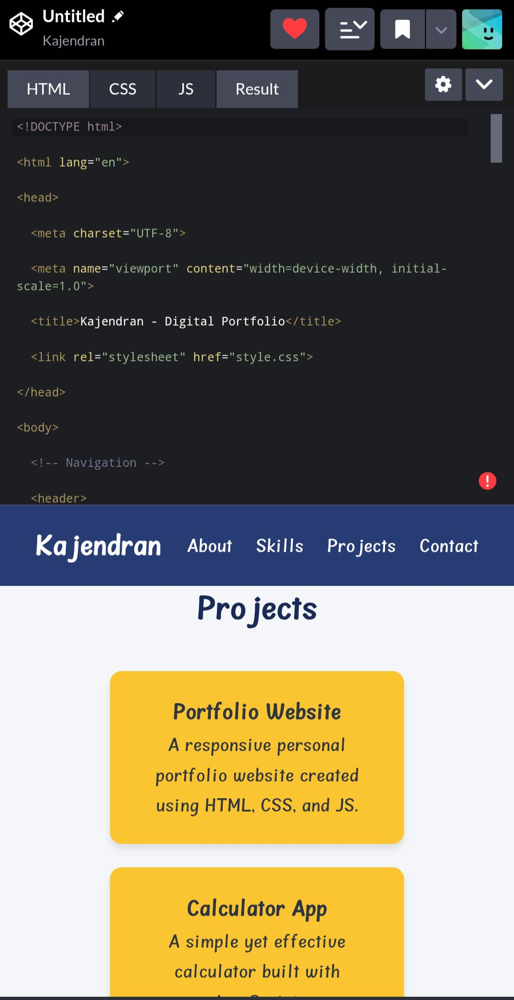 Untitled
Kajendran
HTML CSS JS Result
<!DOCTYPE html>
<html lang="en">
<head>
<meta charset="UTF-8">
<meta name="viewport" content="width=device-width, initial-
scale=1.0">
<title>Kajendran - Digital Portfolio</title>
<link rel="stylesheet" href="style.css">
</head>
<body>
<!-- Navigation -->
<header>
Kajendran About Skills Projects Contact
Projects
Portfolio Website
A responsive personal
portfolio website created
using HTML, CSS, and JS.
Calculator App
A simple yet effective
calculator built with